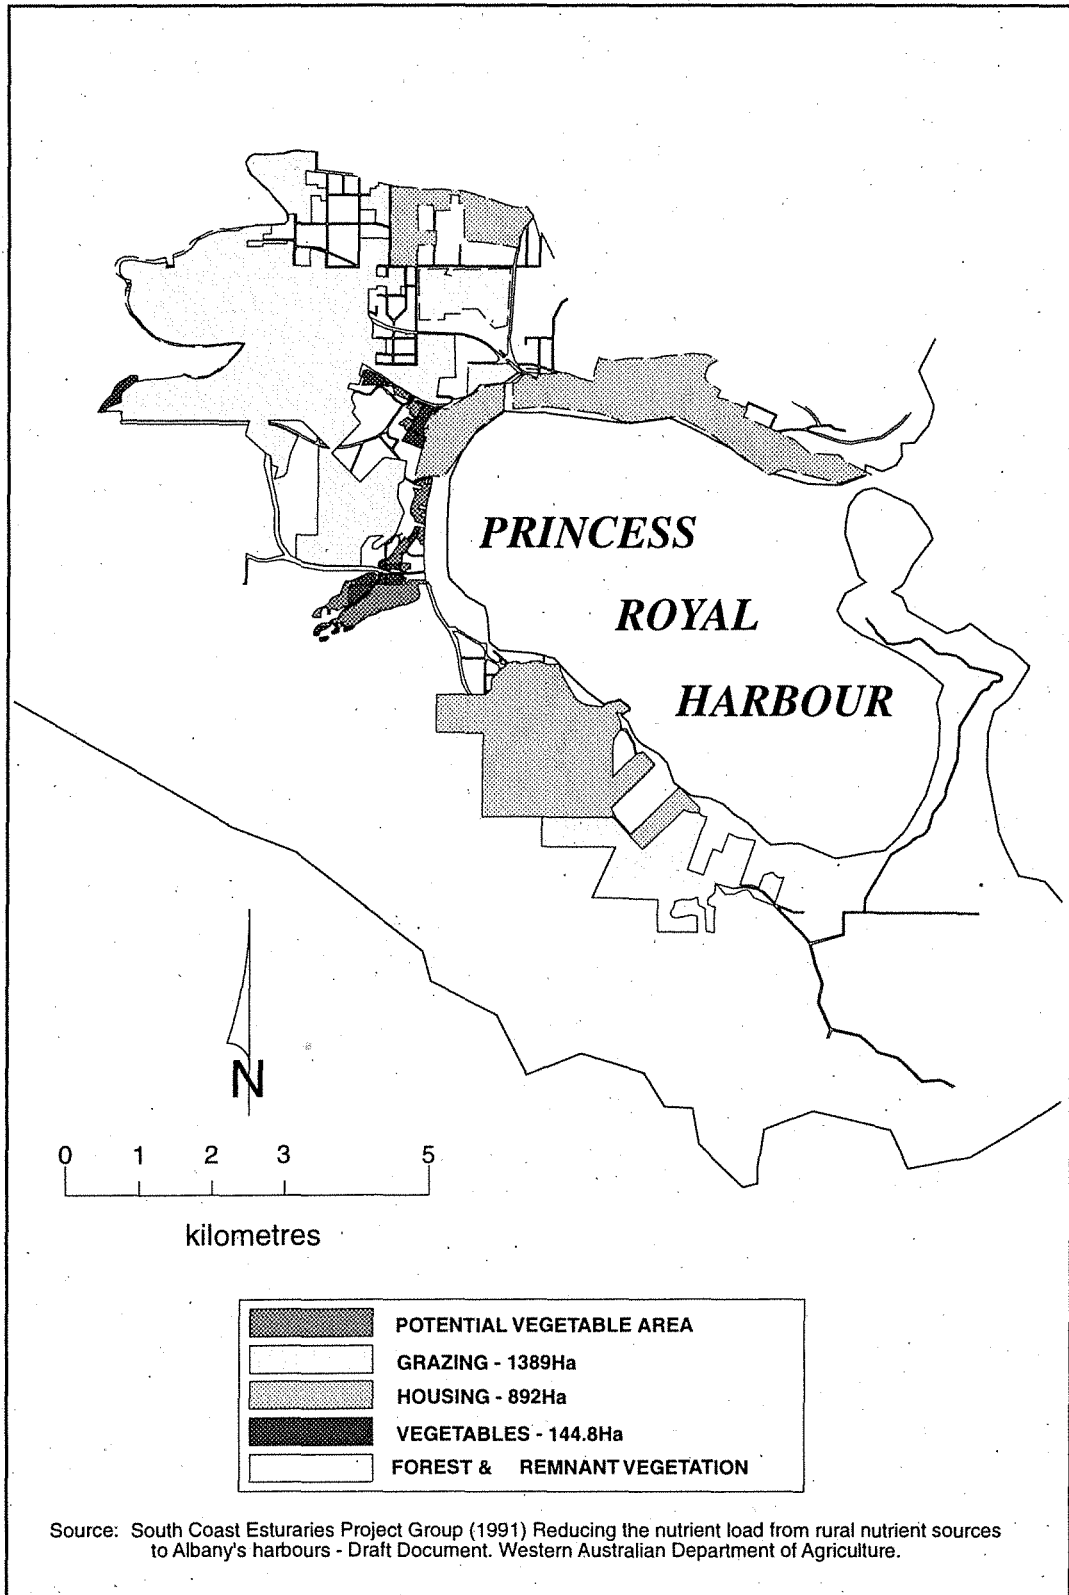 PRINCESS
ROYAL
HARBOUR
N
0 1 2 3 5
kilometres
POTENTIAL VEGETABLE AREA
GRAZING - 1389Ha
HOUSING - 892Ha
VEGETABLES - 144.8Ha
FOREST & REMNANT VEGETATION
Source: South Coast Esturaries Project Group (1991) Reducing the nutrient load from rural nutrient sources
to Albany's harbours - Draft Document. Western Australian Department of Agriculture.